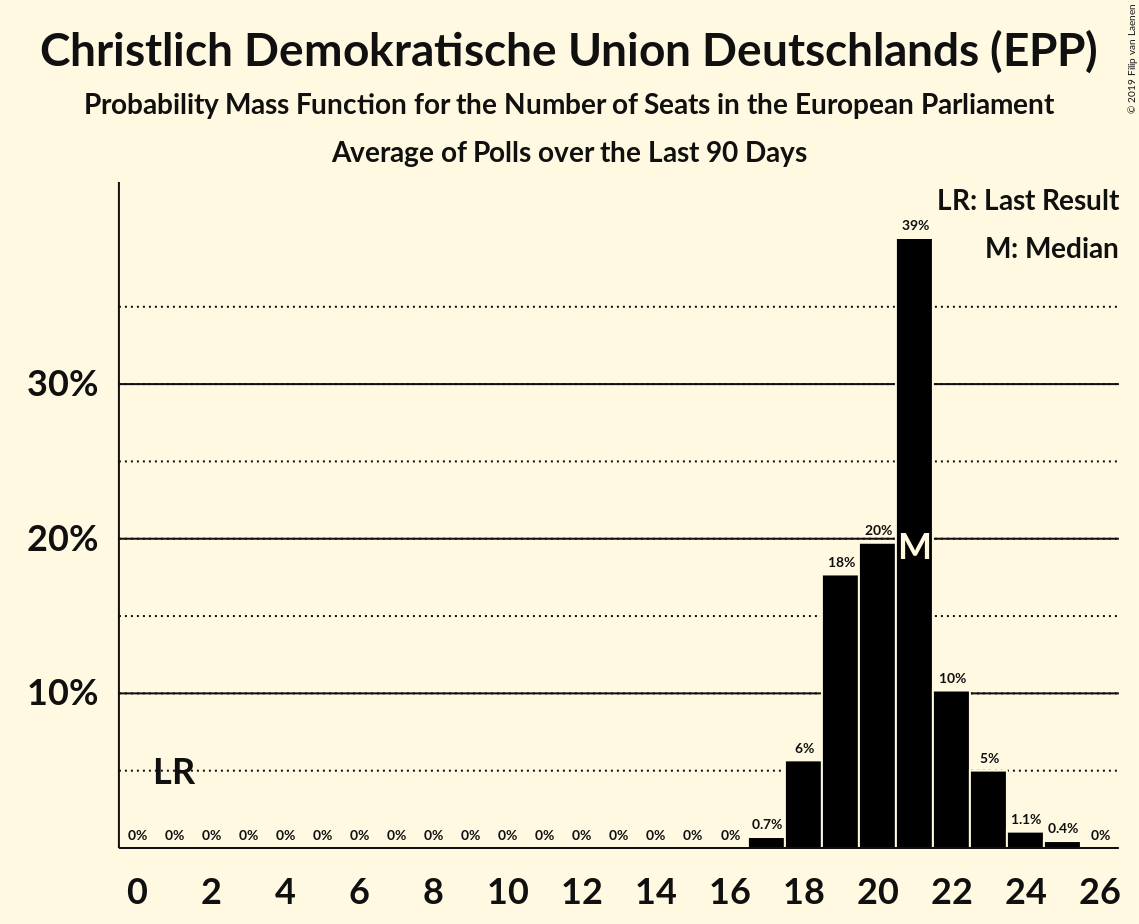 Christlich Demokratische Union Deutschlands (EPP)
Probability Mass Function for the Number of Seats in the European Parliament
Average of Polls over the Last 90 Days
© 2019 Filip van Laenen
LR: Last Result
M: Median
39%
30%
20%
20%
M
18%
10%
10%
6%
5%
LR
0% 0% 0% 0% 0% 0% 0% 0% 0% 0% 0% 0% 0% 0% 0% 0% 0% 0.7% 1.1% 0.4% 0%
0 2 4 6 8 10 12 14 16 18 20 22 24 26